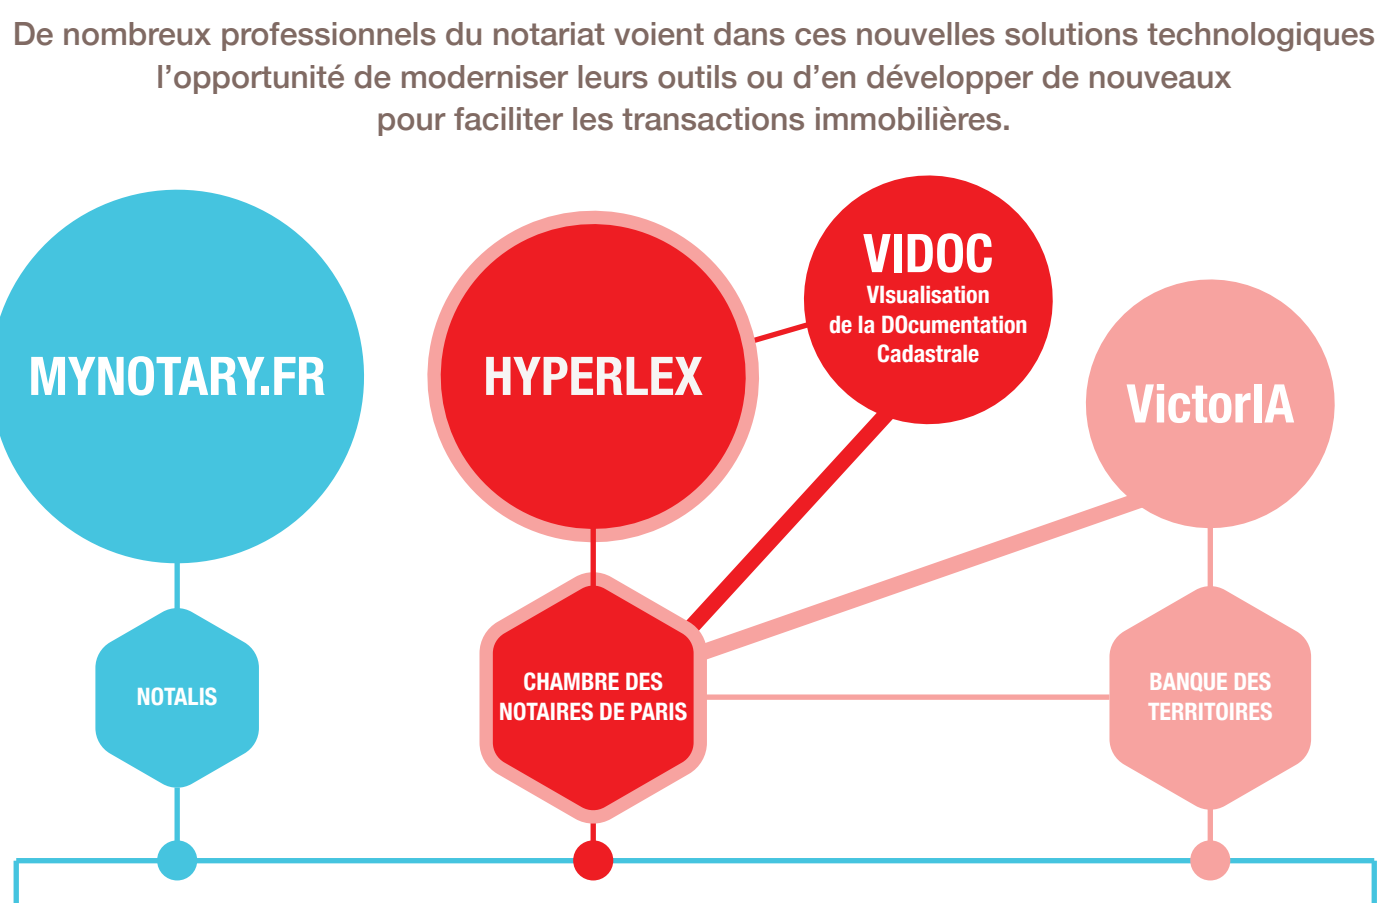 De nombreux professionnels du notariat voient dans ces nouvelles solutions technologiques
l’opportunité de moderniser leurs outils ou d’en développer de nouveaux
pour faciliter les transactions immobilières.
MYNOTARY.FR
HYPERLEX
VIDOC
VIsualisation
de la DOcumentation
Cadastrale
VictorIA
NOTALIS
CHAMBRE DES
NOTAIRES DE PARIS
BANQUE DES
TERRITOIRES